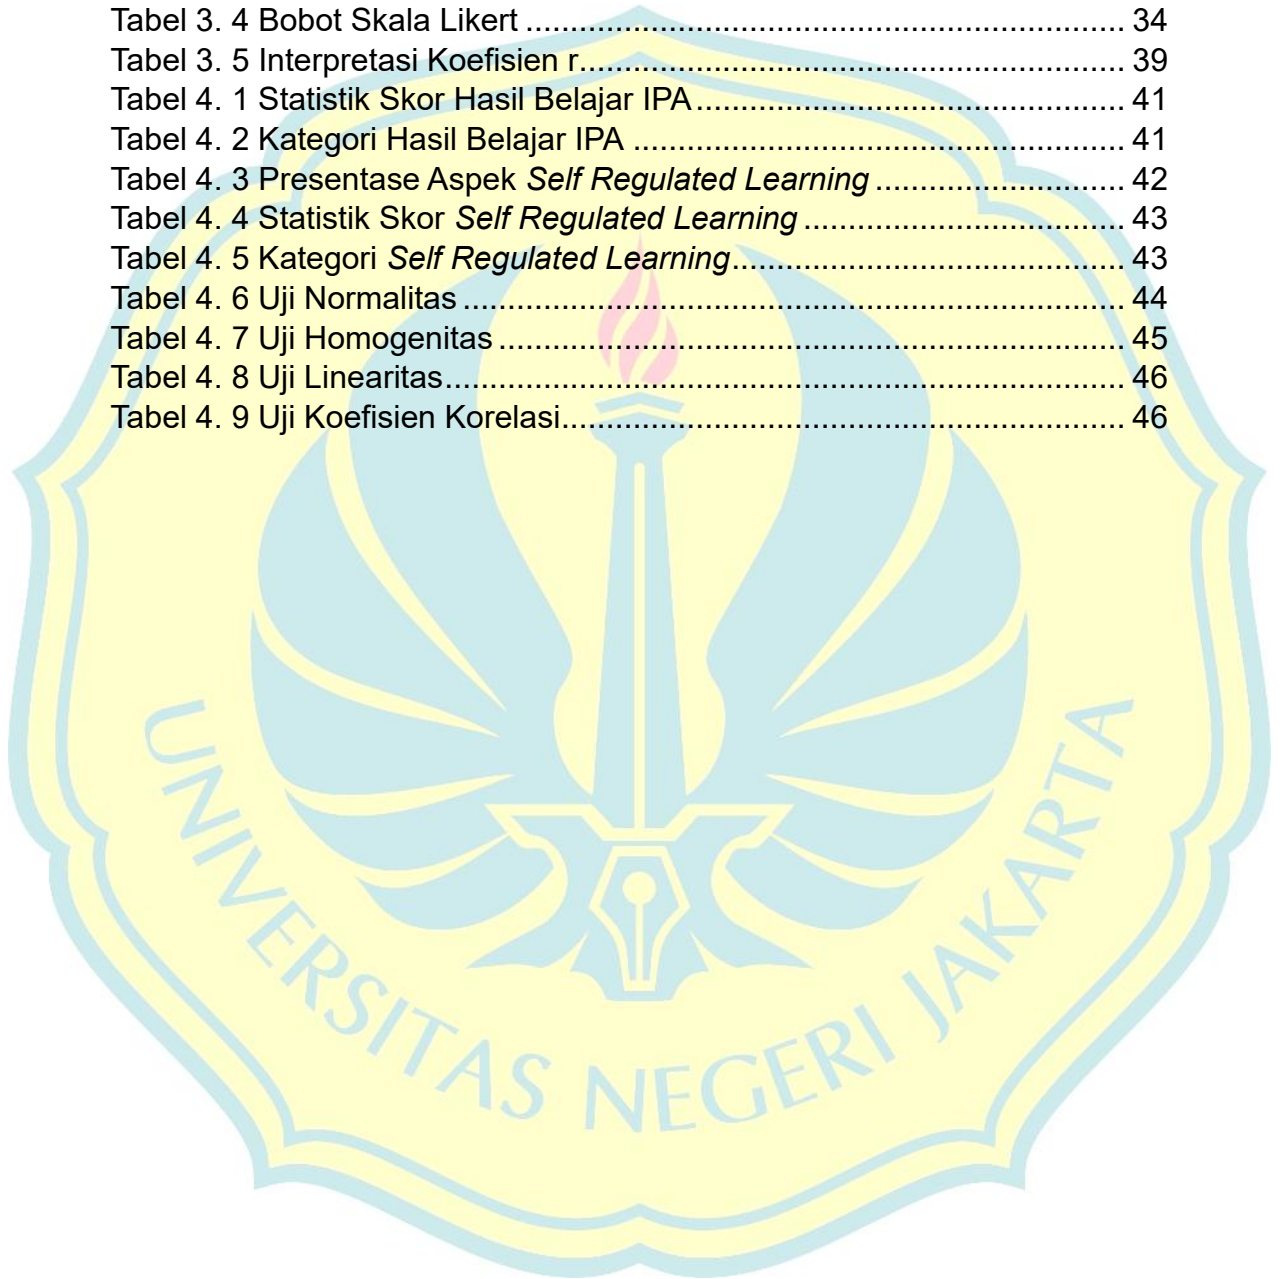 Tabel 3. 4 Bobot Skala Likert ................................................................... 34
Tabel 3. 5 Interpretasi Koefisien r............................................................. 39
Tabel 4. 1 Statistik Skor Hasil Belajar IPA................................................ 41
Tabel 4. 2 Kategori Hasil Belajar IPA ....................................................... 41
Tabel 4. 3 Presentase Aspek Self Regulated Learning ............................ 42
Tabel 4. 4 Statistik Skor Self Regulated Learning .................................... 43
Tabel 4. 5 Kategori Self Regulated Learning............................................ 43
Tabel 4. 6 Uji Normalitas .......................................................................... 44
Tabel 4. 7 Uji Homogenitas ...................................................................... 45
Tabel 4. 8 Uji Linearitas............................................................................ 46
Tabel 4. 9 Uji Koefisien Korelasi............................................................... 46
UNIVERSITAS NEGERI JAKARTA